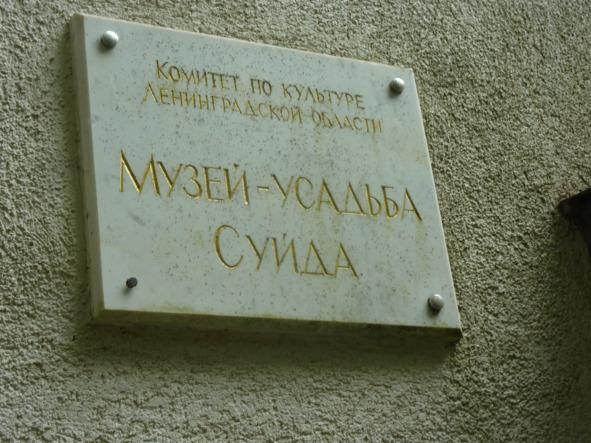 Комитет по культуре
Ленинградской области
Музей-усадьба
Суйда